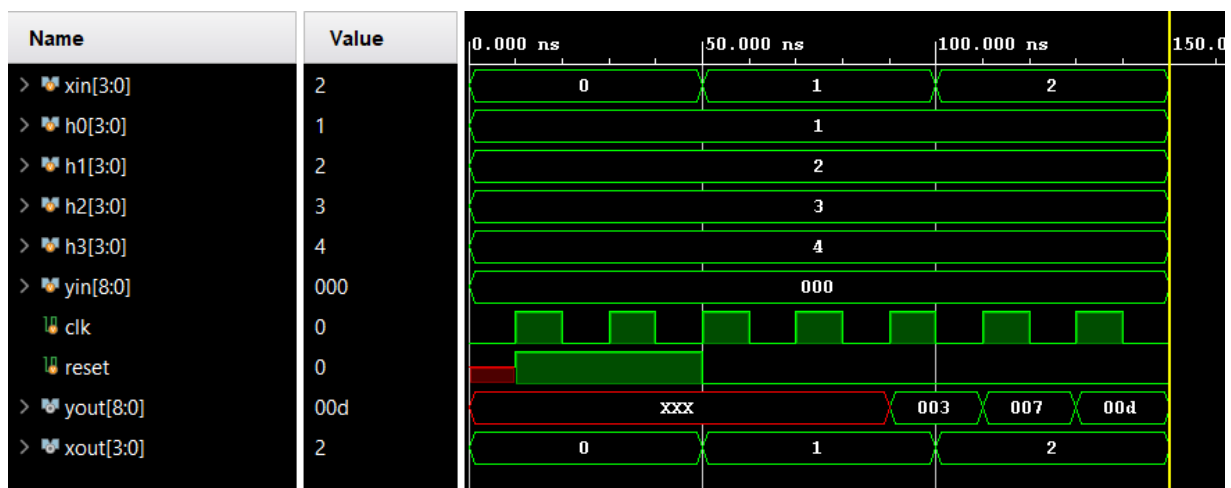 Name Value 0.000 ns 50.000 ns 100.000 ns 150.0
xin[3:0] 2 0 1 2
h0[3:0] 1 1
h1[3:0] 2 2
h2[3:0] 3 3
h3[3:0] 4 4
yin[8:0] 000 000
clk 0
reset 0
yout[8:0] 00d xxx 003 007 00d
xout[3:0] 2 0 1 2